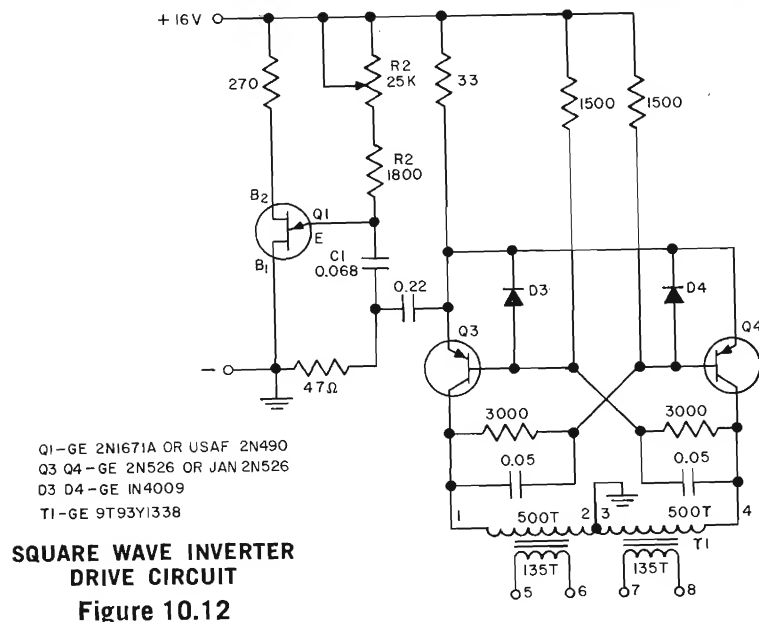 + 16V
270
R2
25K
33
1500
1500
R2
1800
B2
Q1
E
B1
C1
0.068
0.22
D3
D4
Q3
Q4
–
47Ω
3000
3000
0.05
0.05
1
500T
2
3
500T
4
T1
135T
135T
5
6
7
8
Q1–GE 2N1671A OR USAF 2N490
Q3 Q4–GE 2N526 OR JAN 2N526
D3 D4–GE IN4009
T1–GE 9T93Y1338
SQUARE WAVE INVERTER
DRIVE CIRCUIT
Figure 10.12